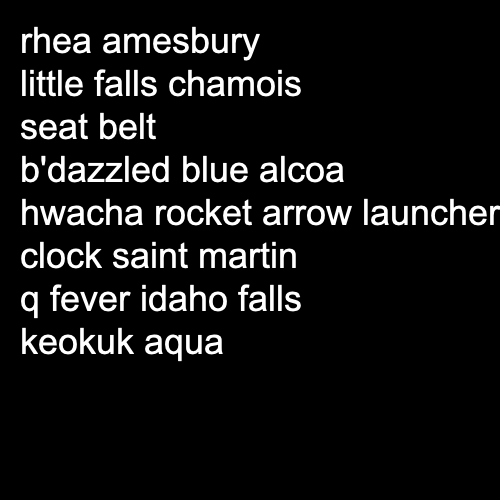 rhea amesbury
little falls chamois
seat belt
b'dazzled blue alcoa
hwacha rocket arrow launcher
clock saint martin
q fever idaho falls
keokuk aqua